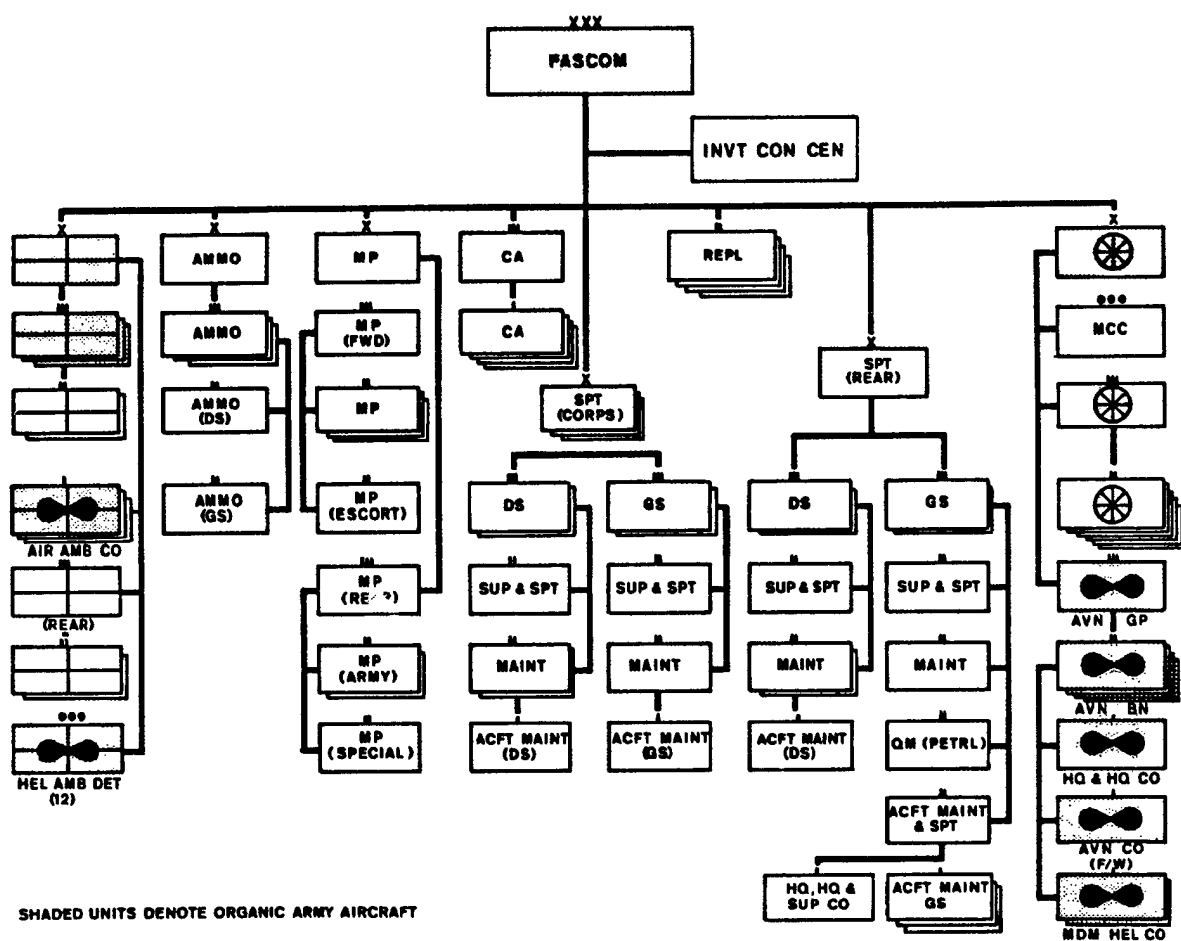 XXX
FASCOM
INVT CON CEN
AMMO
MP
CA
REPL
AMMO
MP
(FWD)
CA
MCC
SPT
(REAR)
AMMO
(DS)
MP
SPT
(CORPS)
AMMO
(GS)
MP
(ESCORT)
DS
GS
DS
GS
AIR AMB CO
MP
SUP & SPT
SUP & SPT
SUP & SPT
SUP & SPT
(REAR)
AVN GP
MP
(ARMY)
MAINT
MAINT
MAINT
MAINT
AVN BN
MP
(SPECIAL)
ACFT MAINT
(DS)
ACFT MAINT
(GS)
ACFT MAINT
(DS)
QM (PETRL)
HEL AMB DET
(12)
HQ & HQ CO
ACFT MAINT
& SPT
AVN CO
(F/W)
HQ, HQ &
SUP CO
ACFT MAINT
GS
MDM HEL CO
SHADED UNITS DENOTE ORGANIC ARMY AIRCRAFT